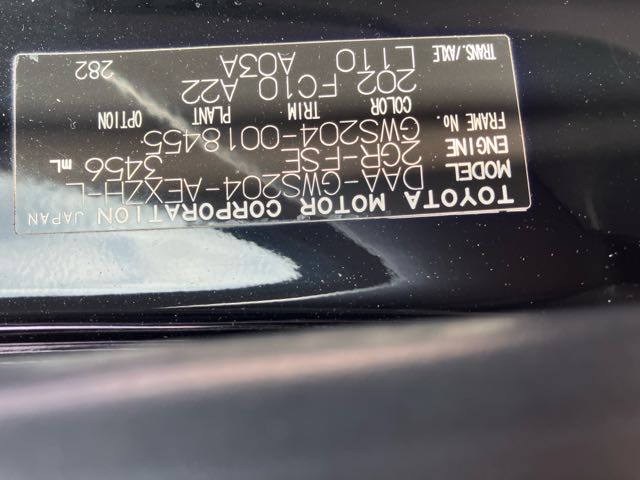 TOYOTA MOTOR CORPORATION JAPAN
MODEL DAA-GWS204-AEXZH-L
ENGINE 2GR-FSE 3456 mL
FRAME No. GWS204-0018455
COLOR TRIM PLANT OPTION
202 FC10 A22
TRANS./AXLE L110 A03A
282